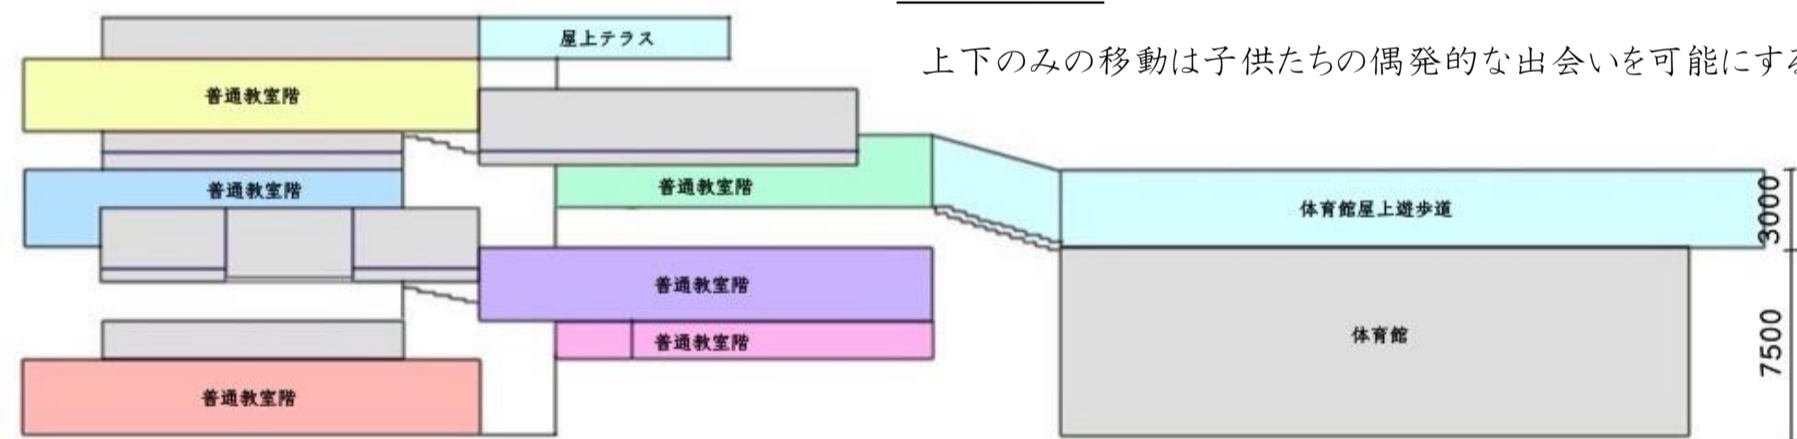 屋上テラス
上下のみの移動は子供たちの偶発的な出会いを可能にする
普通教室階
普通教室階
普通教室階
体育館屋上遊歩道
3000
普通教室階
体育館
7500
普通教室階
普通教室階